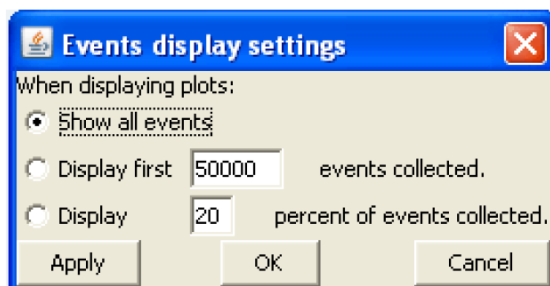 Events display settings
When displaying plots:
Show all events
Display first 50000 events collected.
Display 20 percent of events collected.
Apply OK Cancel